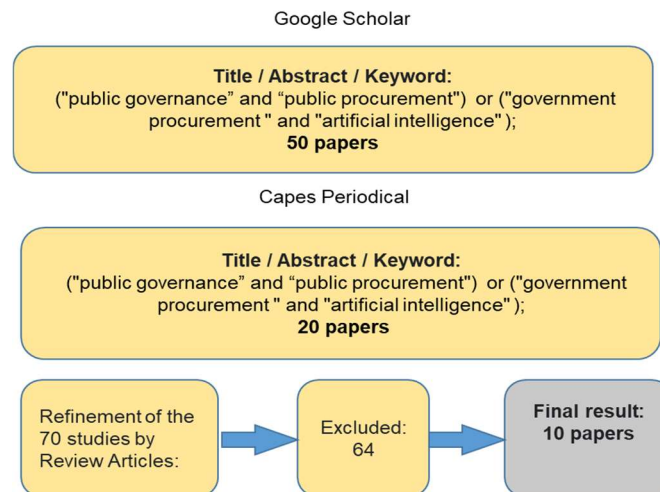 Google Scholar
Title / Abstract / Keyword:
("public governance” and “public procurement") or ("government
procurement " and "artificial intelligence" );
50 papers
Capes Periodical
Title / Abstract / Keyword:
("public governance” and “public procurement") or ("government
procurement " and "artificial intelligence" );
20 papers
Refinement of the
70 studies by
Review Articles:
Excluded:
64
Final result:
10 papers